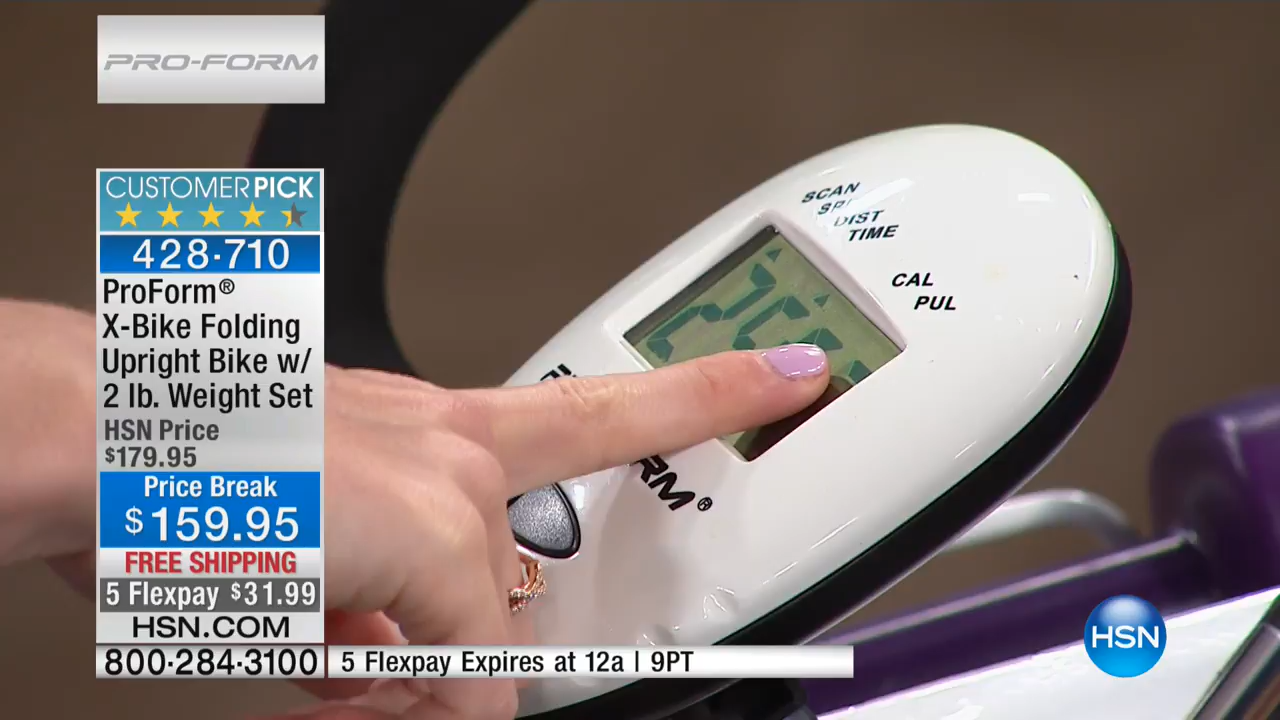 PRO-FORM
CUSTOMER PICK
428-710
ProForm®
X-Bike Folding
Upright Bike w/
2 lb. Weight Set
HSN Price
$179.95
Price Break
$159.95
FREE SHIPPING
5 Flexpay $31.99
HSN.COM
800·284·3100
5 Flexpay Expires at 12a | 9PT
SCAN
DIST
TIME
CAL
PUL
HSN